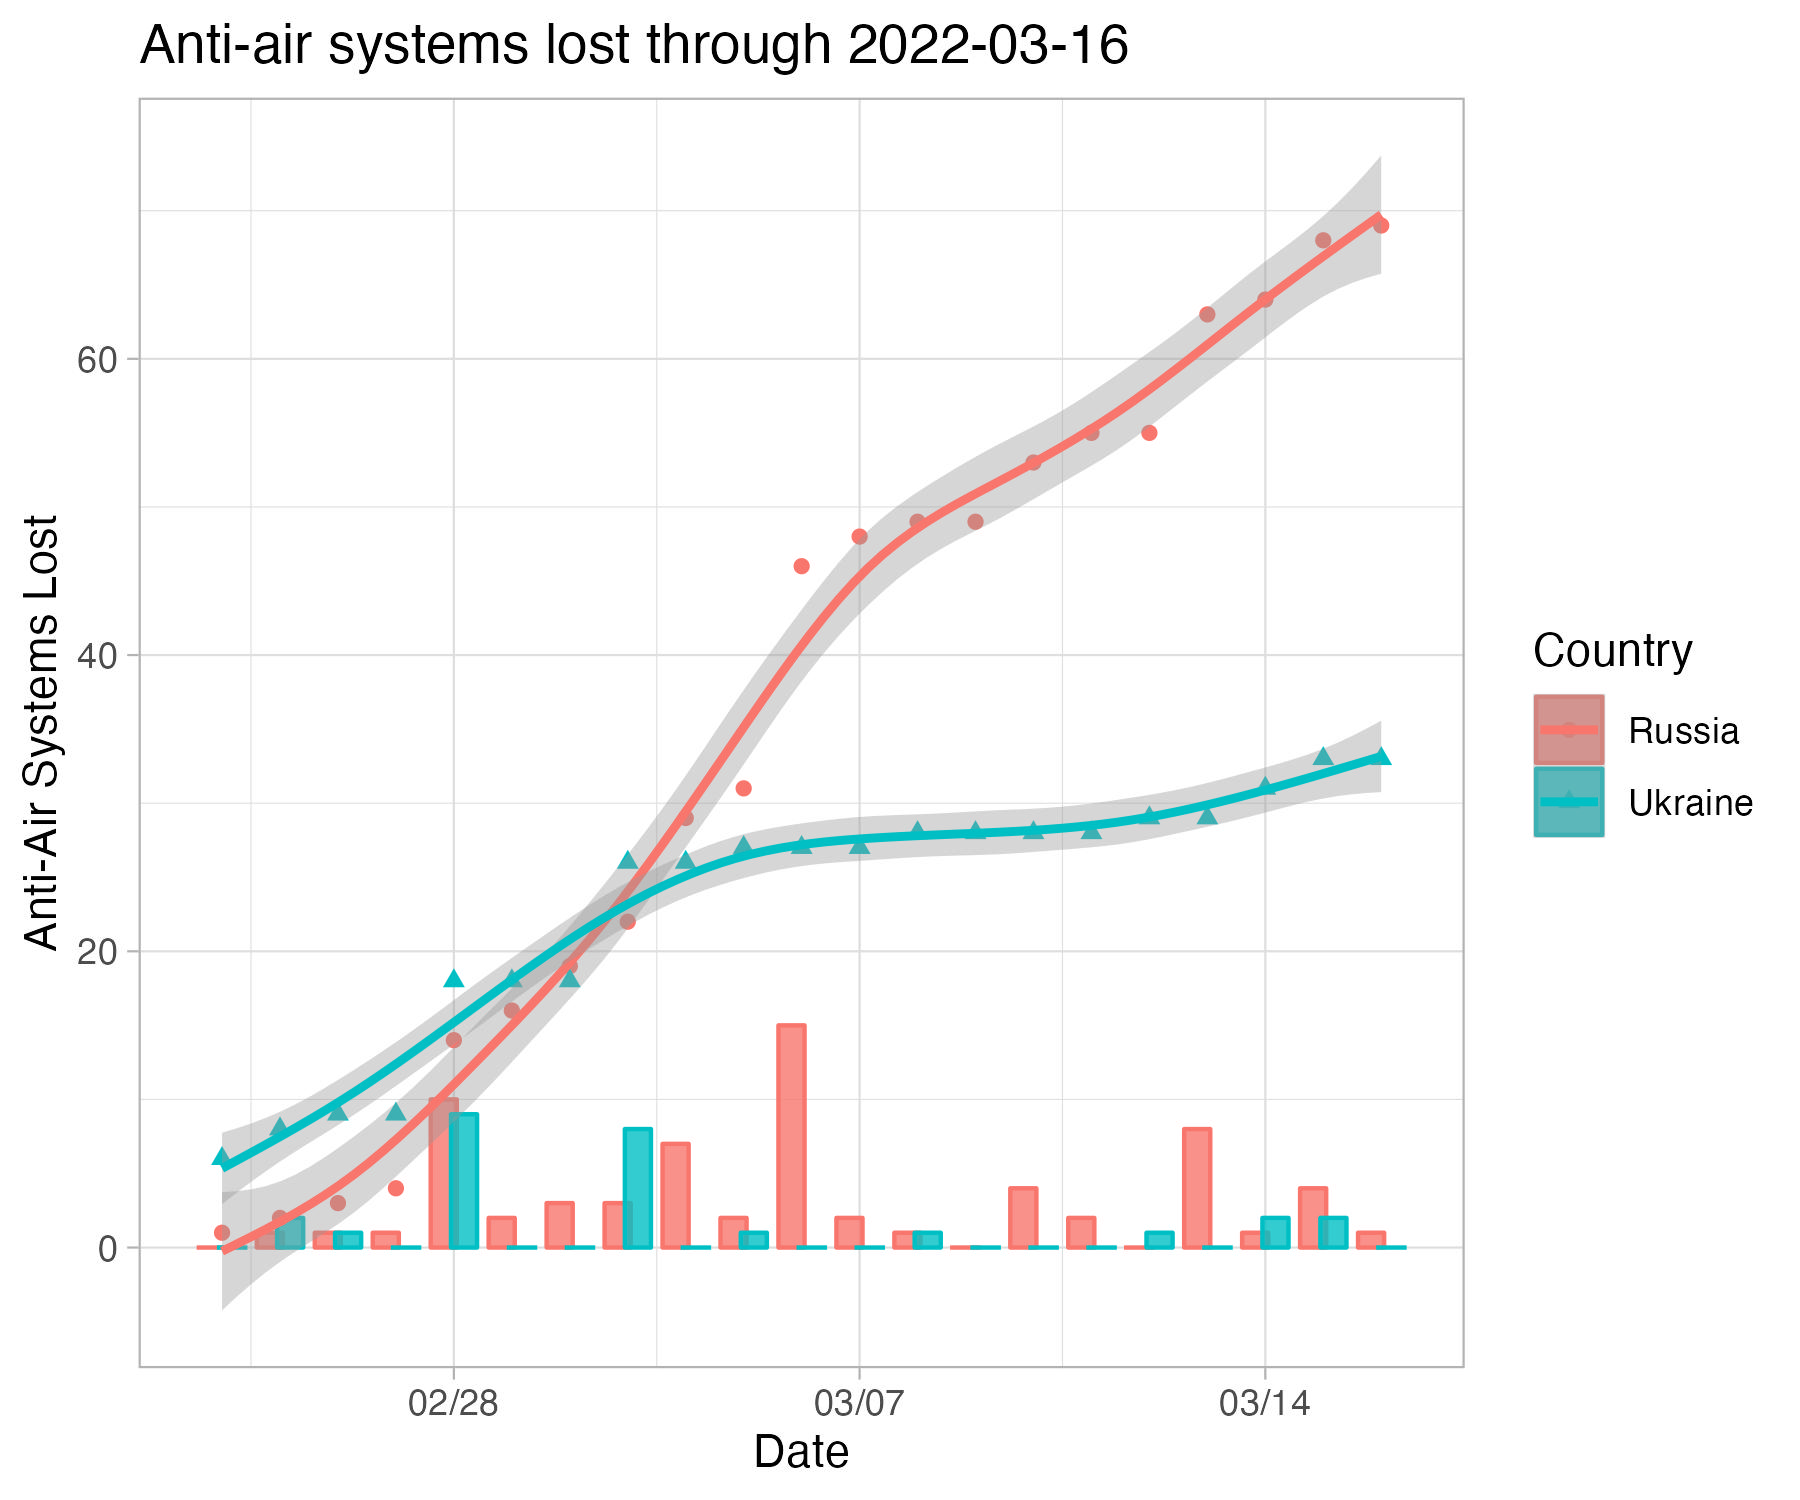 Anti-air systems lost through 2022-03-16
Anti-Air Systems Lost
60
40
20
0
02/28
03/07
03/14
Date
Country
Russia
Ukraine